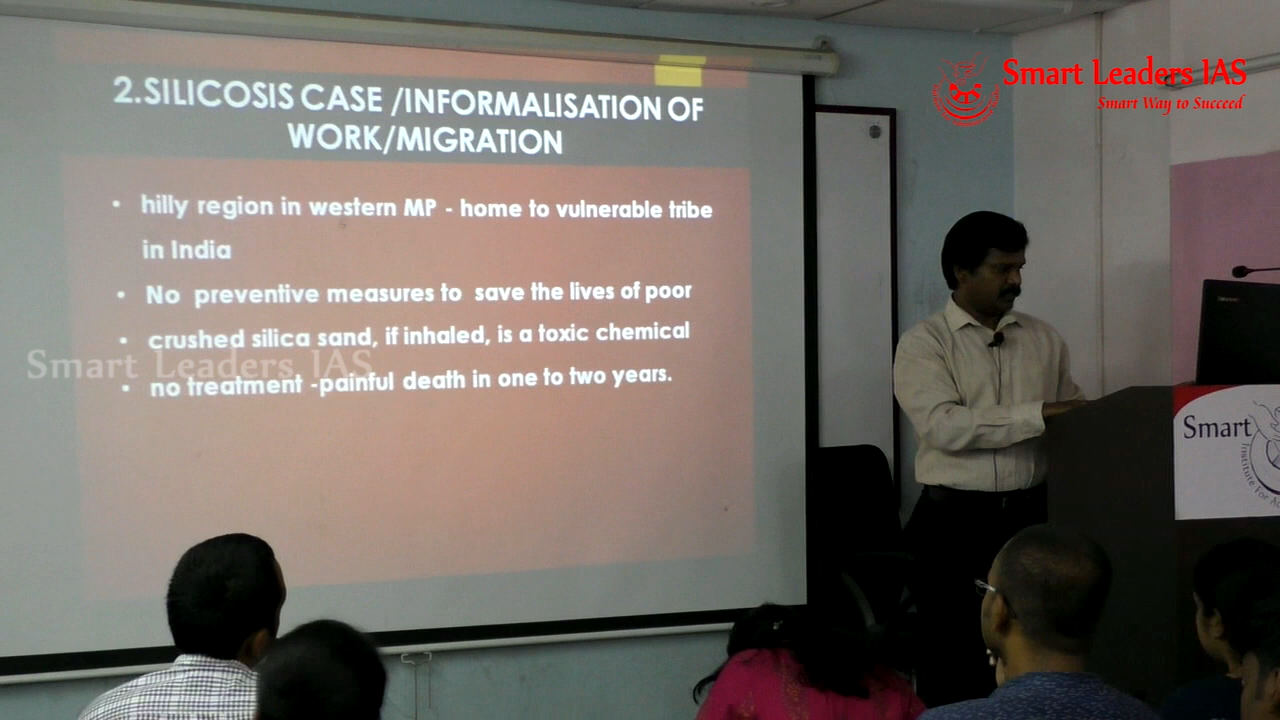 2.SILICOSIS CASE /INFORMALISATION OF
WORK/MIGRATION
• hilly region in western MP - home to vulnerable tribe
in India
• No preventive measures to save the lives of poor
• crushed silica sand, if inhaled, is a toxic chemical
• no treatment -painful death in one to two years.
Smart Leaders IAS
Smart Leaders IAS
Smart Way to Succeed
Smart
Institute For